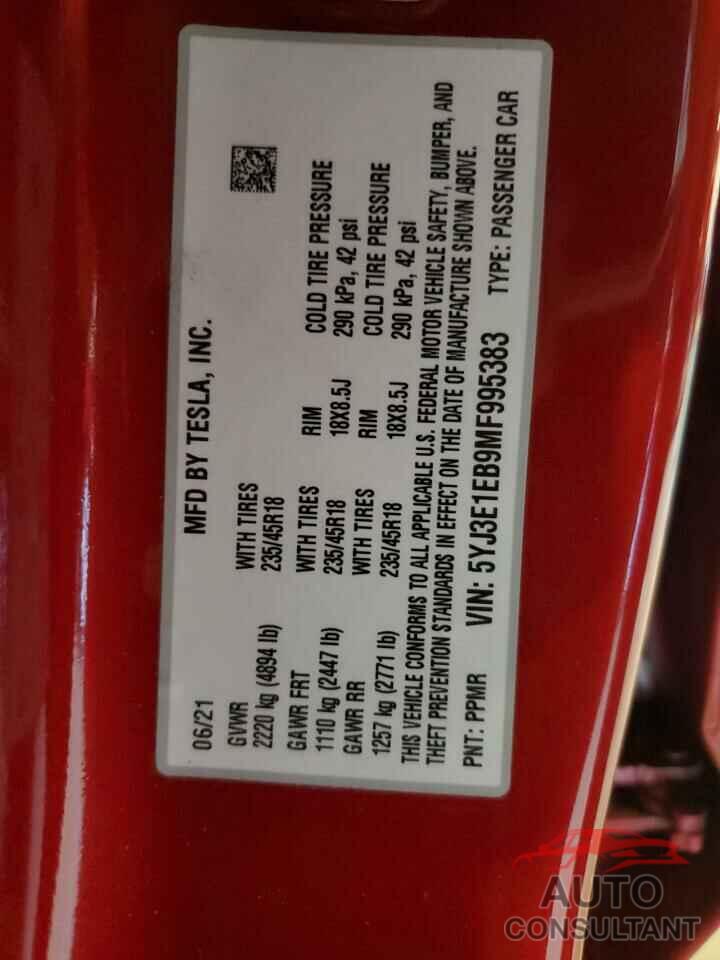 06/21 MFD BY TESLA, INC.
GVWR WITH TIRES
2220 kg (4894 lb) 235/45R18
GAWR FRT WITH TIRES RIM COLD TIRE PRESSURE
1110 kg (2447 lb) 235/45R18 18X8.5J 290 kPa, 42 psi
GAWR RR WITH TIRES RIM COLD TIRE PRESSURE
1257 kg (2771 lb) 235/45R18 18X8.5J 290 kPa, 42 psi
THIS VEHICLE CONFORMS TO ALL APPLICABLE U.S. FEDERAL MOTOR VEHICLE SAFETY, BUMPER, AND
THEFT PREVENTION STANDARDS IN EFFECT ON THE DATE OF MANUFACTURE SHOWN ABOVE.
PNT: PPMR VIN: 5YJ3E1EB9MF995383 TYPE: PASSENGER CAR
AUTO
CONSULTANT